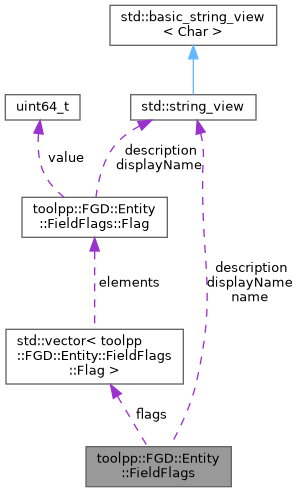 std::basic_string_view
< Char >
uint64_t
std::string_view
value
description
displayName
toolpp::FGD::Entity
::FieldFlags::Flag
elements
description
displayName
name
std::vector< toolpp
::FGD::Entity::FieldFlags
::Flag >
flags
toolpp::FGD::Entity
::FieldFlags